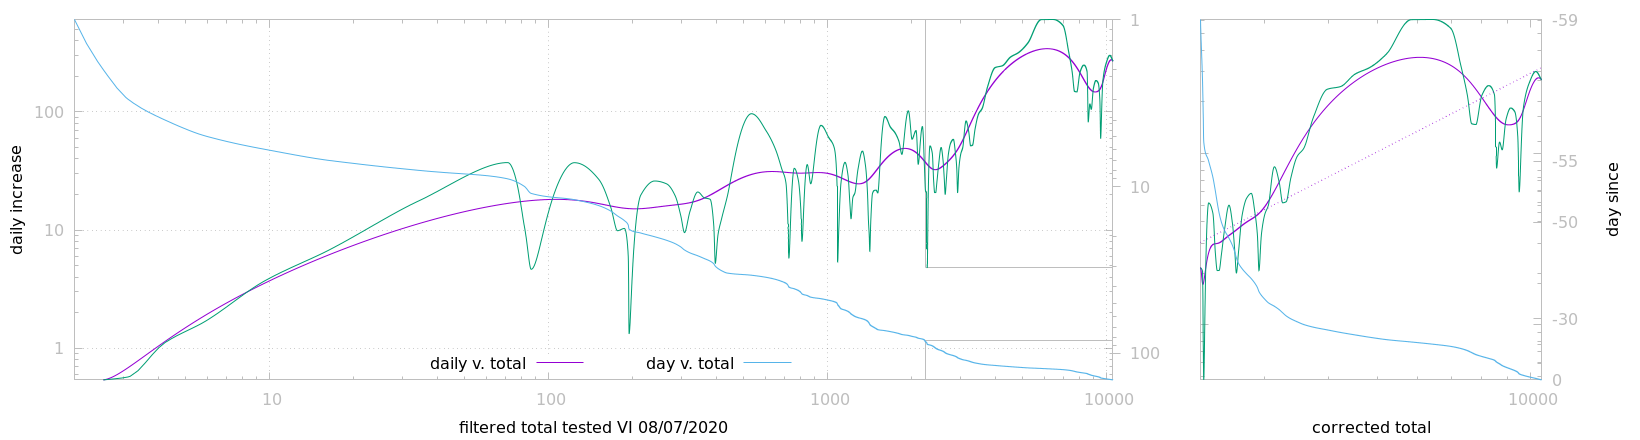 1
-59
100
daily increase
10
-55
10
-50
day since
-30
1
daily v. total
day v. total
100
0
10
100
1000
10000
10000
filtered total tested VI 08/07/2020
corrected total